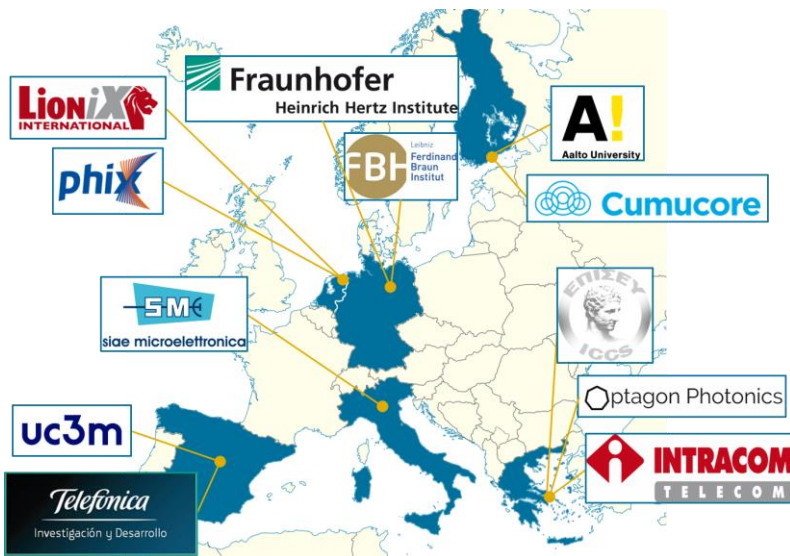 LioniX
INTERNATIONAL
Fraunhofer
Heinrich Hertz Institute
phix
FBH
Leibniz
Ferdinand
Braun
Institut
A!
Aalto University
Cumucore
SM
siae microelettronica
ΕΠΙΣΕΥ
ICCS
Optagon Photonics
uc3m
INTRACOM
TELECOM
Telefónica
Investigación y Desarrollo